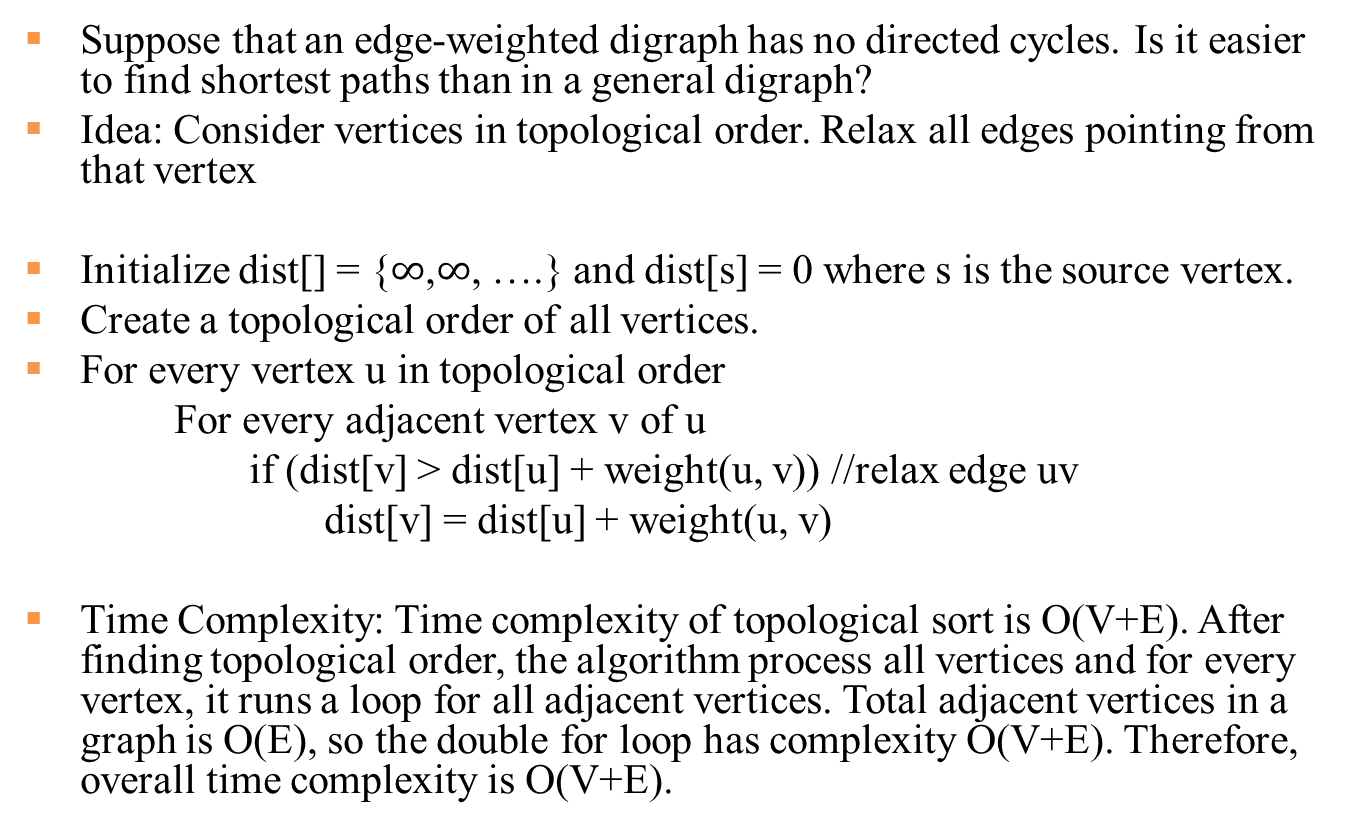 ▪ Suppose that an edge-weighted digraph has no directed cycles. Is it easier
to find shortest paths than in a general digraph?
▪ Idea: Consider vertices in topological order. Relax all edges pointing from
that vertex
▪ Initialize dist[] = {∞,∞, ….} and dist[s] = 0 where s is the source vertex.
▪ Create a topological order of all vertices.
▪ For every vertex u in topological order
For every adjacent vertex v of u
if (dist[v] > dist[u] + weight(u, v)) //relax edge uv
dist[v] = dist[u] + weight(u, v)
▪ Time Complexity: Time complexity of topological sort is O(V+E). After
finding topological order, the algorithm process all vertices and for every
vertex, it runs a loop for all adjacent vertices. Total adjacent vertices in a
graph is O(E), so the double for loop has complexity O(V+E). Therefore,
overall time complexity is O(V+E).